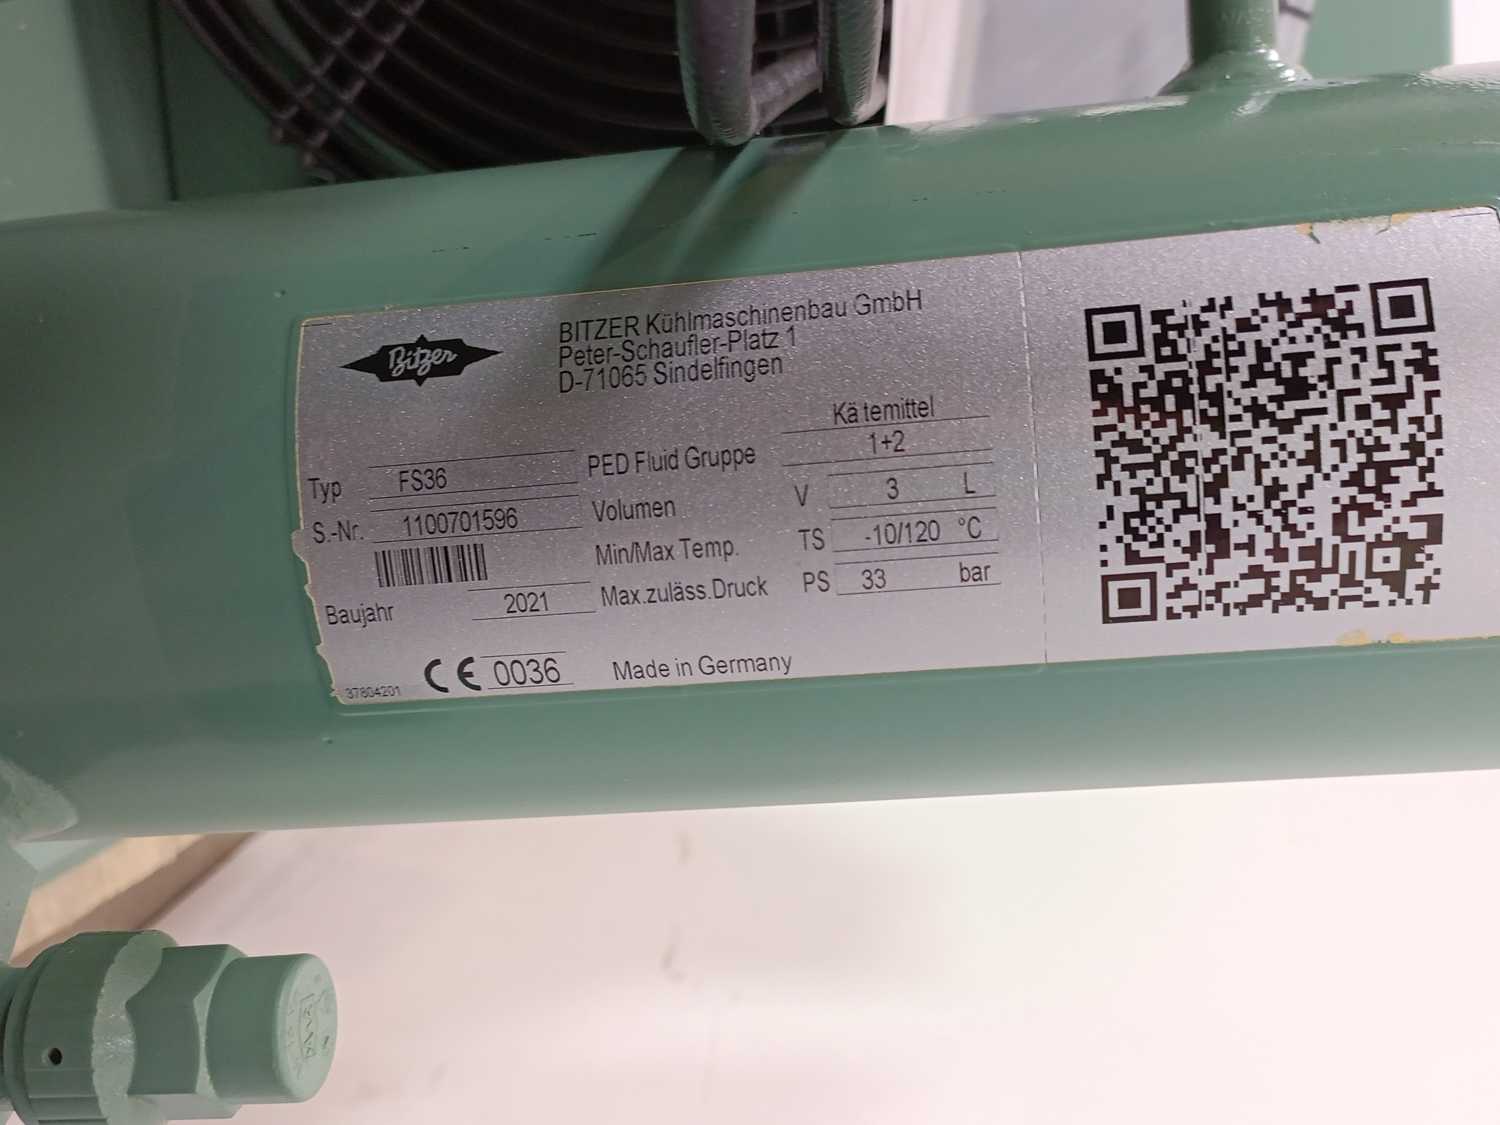 Bitzer
BITZER Kühlmaschinenbau GmbH
Peter-Schaufler-Platz 1
D-71065 Sindelfingen
Kä temittel
Typ FS36 PED Fluid Gruppe 1+2
S.-Nr. 1100701596 Volumen V 3 L
Min/Max Temp. TS -10/120 °C
Baujahr 2021 Max.zuläss.Druck PS 33 bar
37804201 CE 0036 Made in Germany